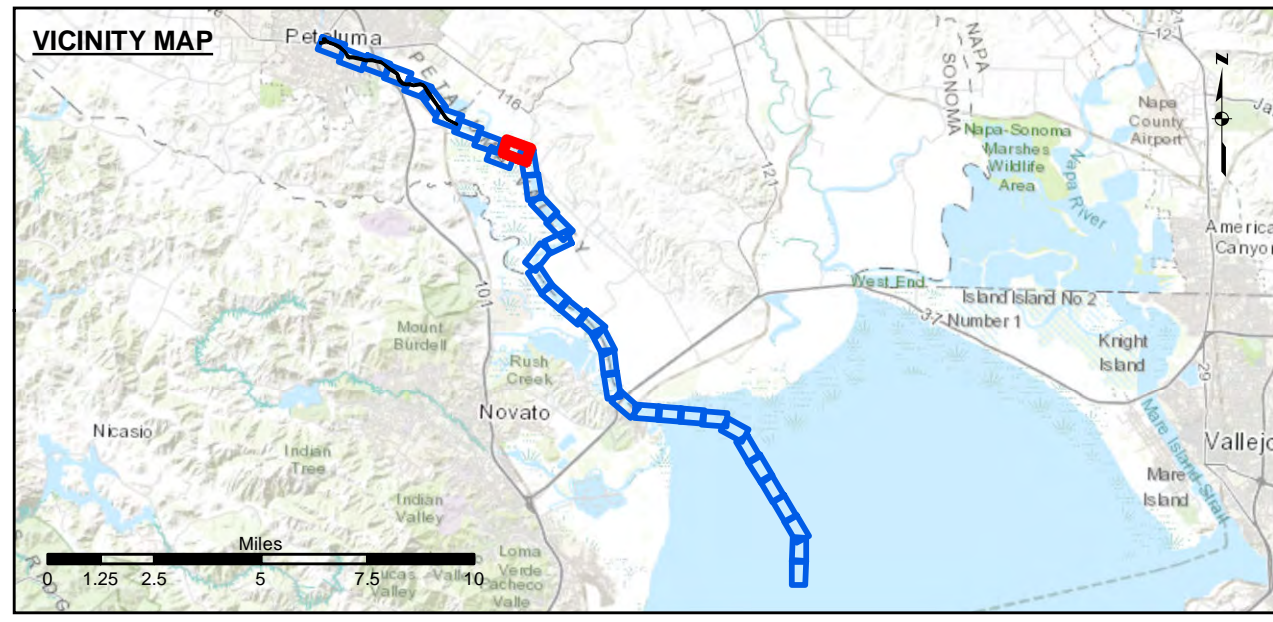 VICINITY MAP
Petaluma
PETA
116
121
12
NAPA
SONOMA
Napa
County
Airport
Napa-Sonoma
Marshes
Wildlife
Area
Napa River
America
Canyon
West End
Island Island No 2
Number 1
37
Knight
Island
29
101
Mount
Burdell
Rush
Creek
Novato
Nicasio
Indian
Tree
Indian
Valley
Mare Island Strait
Vallejo
Mare
Island
Loma
Verde
Pacheco
Valle
Lucas Valley
Valley
Miles
0 1.25 2.5 5 7.5 10
Z